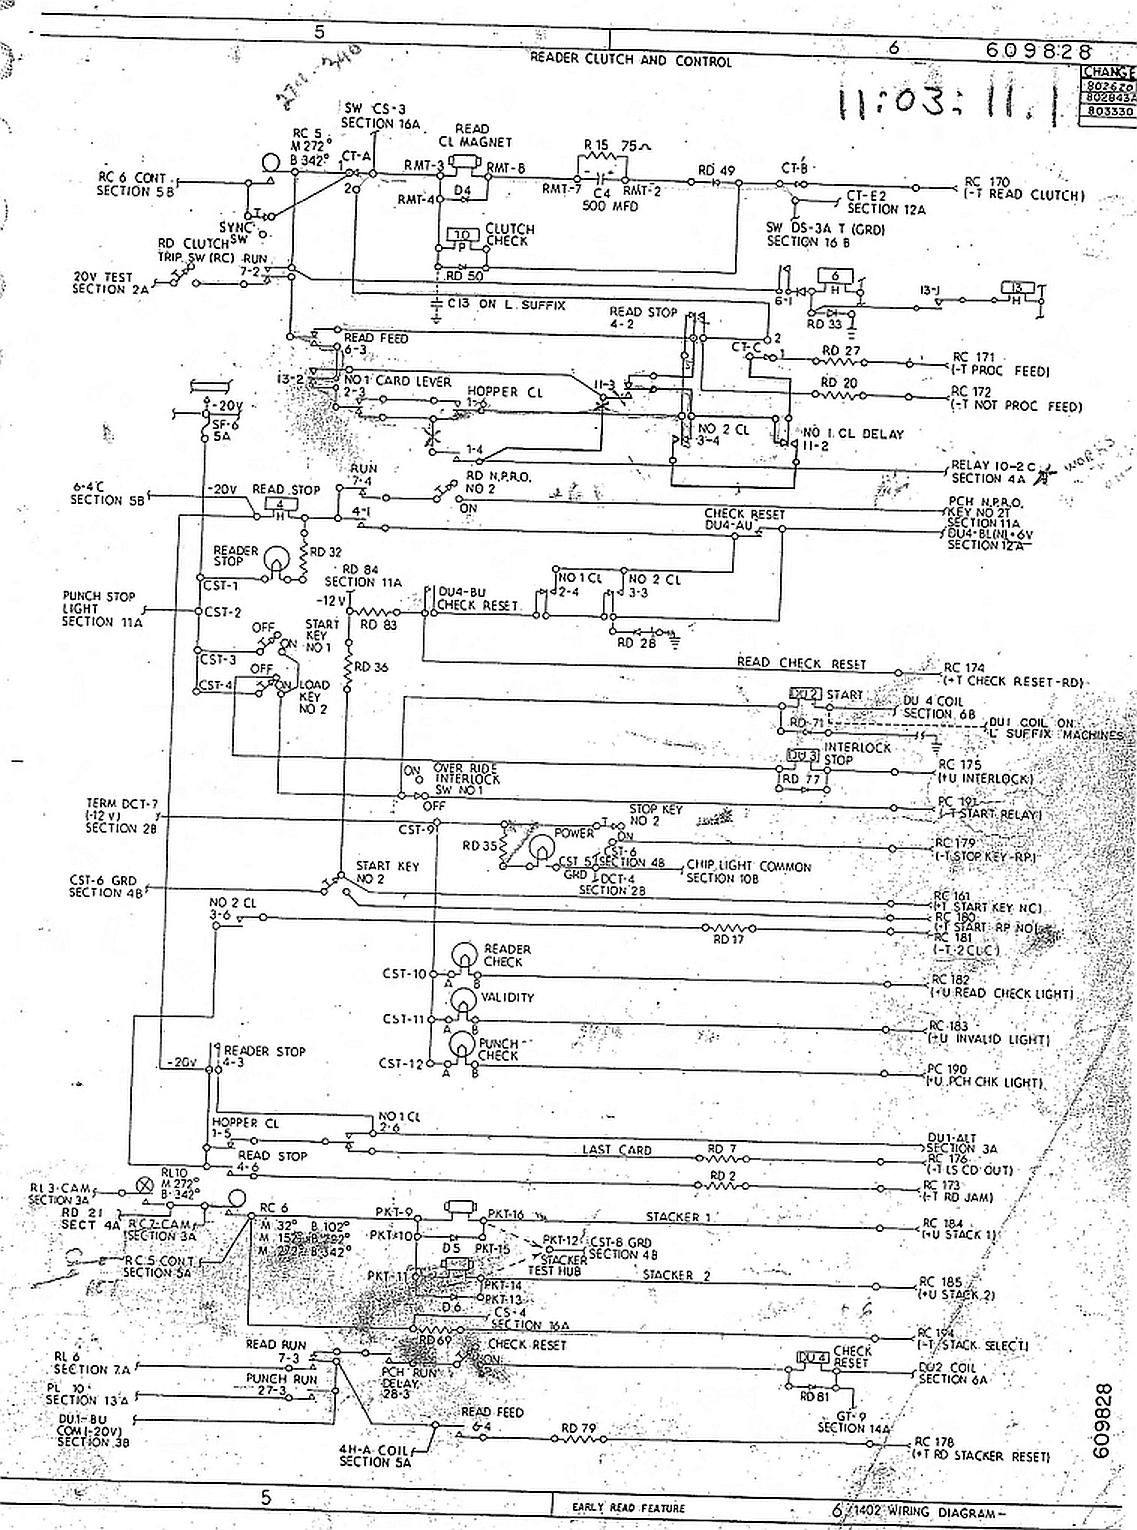 5
6
609828
READER CLUTCH AND CONTROL
CHANGE
802620
802843
803330
11:03:11.1
SW CS-3
SECTION 16A
RC 5
M 272°
B 342°
CT-A
1
2
READ
CL MAGNET
RMT-3
RMT-8
RMT-4
D4
R 15 75Ω
RMT-7
RMT-2
C4
500 MFD
RD 49
CT-B
RC 170
(-T READ CLUTCH)
RC 6 CONT
SECTION 5B
CT-E2
SECTION 12A
SYNC
SW
SW DS-3A T (GRD)
SECTION 16 B
10
P
CLUTCH
CHECK
RD CLUTCH
TRIP SW (RC)
RUN
7-2
20V TEST
SECTION 2A
RD 50
C13 ON L SUFFIX
6
H
6-1
RD 33
13-1
13
H
READ STOP
4-2
READ FEED
6-3
2
CT-C
1
RD 27
RC 171
(-T PROC FEED)
13-2
NO 1 CARD LEVER
2-3
HOPPER CL
1-6
11-3
RD 20
RC 172
(-T NOT PROC FEED)
-20V
SF-6
5A
NO 2 CL
3-4
NO 1 CL DELAY
11-2
1-4
RELAY 10-2 C
SECTION 4A
WORKS
6-4C
SECTION 5B
-20V
READ STOP
4
H
RUN
7-4
RD N.P.R.O.
NO 2
ON
4-1
CHECK RESET
DU4-AU
PCH N.P.R.O.
KEY NO 2T
SECTION 11A
DU4-BL(N)+6V
SECTION 12A
READER
STOP
RD 32
CST-1
RD 84
SECTION 11A
-12V
DU4-BU
CHECK RESET
NO 1 CL
2-4
NO 2 CL
3-3
PUNCH STOP
LIGHT
SECTION 11A
CST-2
RD 83
RD 28
OFF
ON
START
KEY
NO 1
CST-3
RD 36
OFF
ON
CST-4
LOAD
KEY
NO 2
READ CHECK RESET
RC 174
(+T CHECK RESET-RD)
DU 2
START
RD 71
DU 4 COIL
SECTION 6B
DU1 COIL ON
L SUFFIX MACHINES
DU 3
INTERLOCK
STOP
RD 77
RC 175
(+U INTERLOCK)
ON
OVER RIDE
INTERLOCK
SW NO 1
OFF
RC 191
(-T START RELAY)
TERM DCT-7
(-12 V)
SECTION 2B
CST-9
POWER
RD 35
STOP KEY
NO 2
T
ON
CST-6
SECTION 4B
CST 5
GRD
DCT-4
SECTION 2B
RC 179
(-T STOP KEY-RP)
CHIP LIGHT COMMON
SECTION 10B
CST-6 GRD
SECTION 4B
START KEY
NO 2
RC 161
(+T START KEY NC)
RC 180
(-T START RP NO)
RC 181
(-T 2 CLC)
NO 2 CL
3-6
RD 17
READER
CHECK
CST-10
A
B
RC 182
(+U READ CHECK LIGHT)
VALIDITY
CST-11
A
B
RC 183
(+U INVALID LIGHT)
PUNCH
CHECK
CST-12
A
B
PC 190
(+U PCH CHK LIGHT)
-20V
READER STOP
4-3
HOPPER CL
1-5
NO 1 CL
2-6
LAST CARD
RD 7
DU1-ALT
SECTION 3A
RC 176
(-T LS CD OUT)
READ STOP
4-6
RD 2
RC 173
(+T RD JAM)
RL 3-CAM
SECTION 3A
RL 10
M 272°
B 342°
RD 21
SECT 4A
RC 7-CAM
SECTION 3A
RC 6
M 32° B 102°
M 152° B 222°
M 272° B 342°
RC 5 CONT
SECTION 5A
PKT-9
PKT-16
STACKER 1
RC 184
(+U STACK 1)
PKT-10
D5
PKT-15
PKT-12
CST-8 GRD
SECTION 4B
STACKER
TEST HUB
PKT-11
PKT-14
STACKER 2
RC 185
(+U STACK 2)
D6
PKT-13
CS-4
SECTION 16A
RD 69
RC 194
(-T STACK SELECT)
RL 6
SECTION 7A
READ RUN
7-3
CHECK RESET
ON
DU 4
CHECK
RESET
DU2 COIL
SECTION 6A
PL 10
SECTION 13A
PUNCH RUN
27-3
PCH RUN
DELAY
28-3
RD 81
GT-9
SECTION 14A
DU1-BU
COM (-20V)
SECTION 3B
READ FEED
6-4
RD 79
4H-A COIL
SECTION 5A
RC 178
(+T RD STACKER RESET)
609828
5
EARLY READ FEATURE
6
1402 WIRING DIAGRAM-